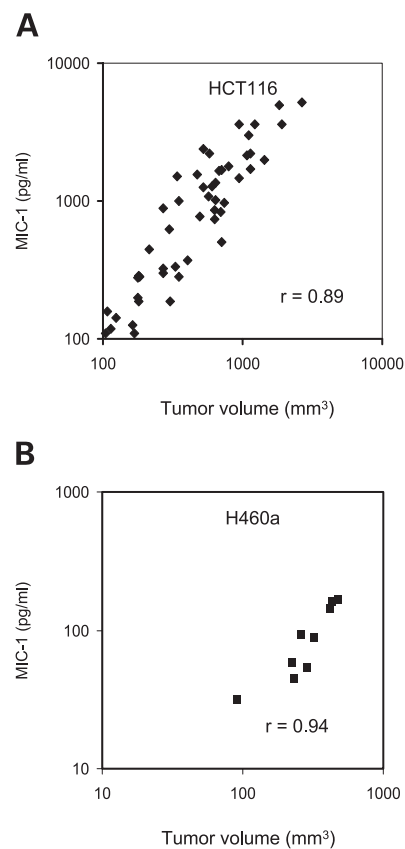 A
10000
HCT116
MIC-1 (pg/ml)
1000
r = 0.89
100
100 1000 10000
Tumor volume (mm³)
B
1000
H460a
MIC-1 (pg/ml)
100
r = 0.94
10
10 100 1000
Tumor volume (mm³)